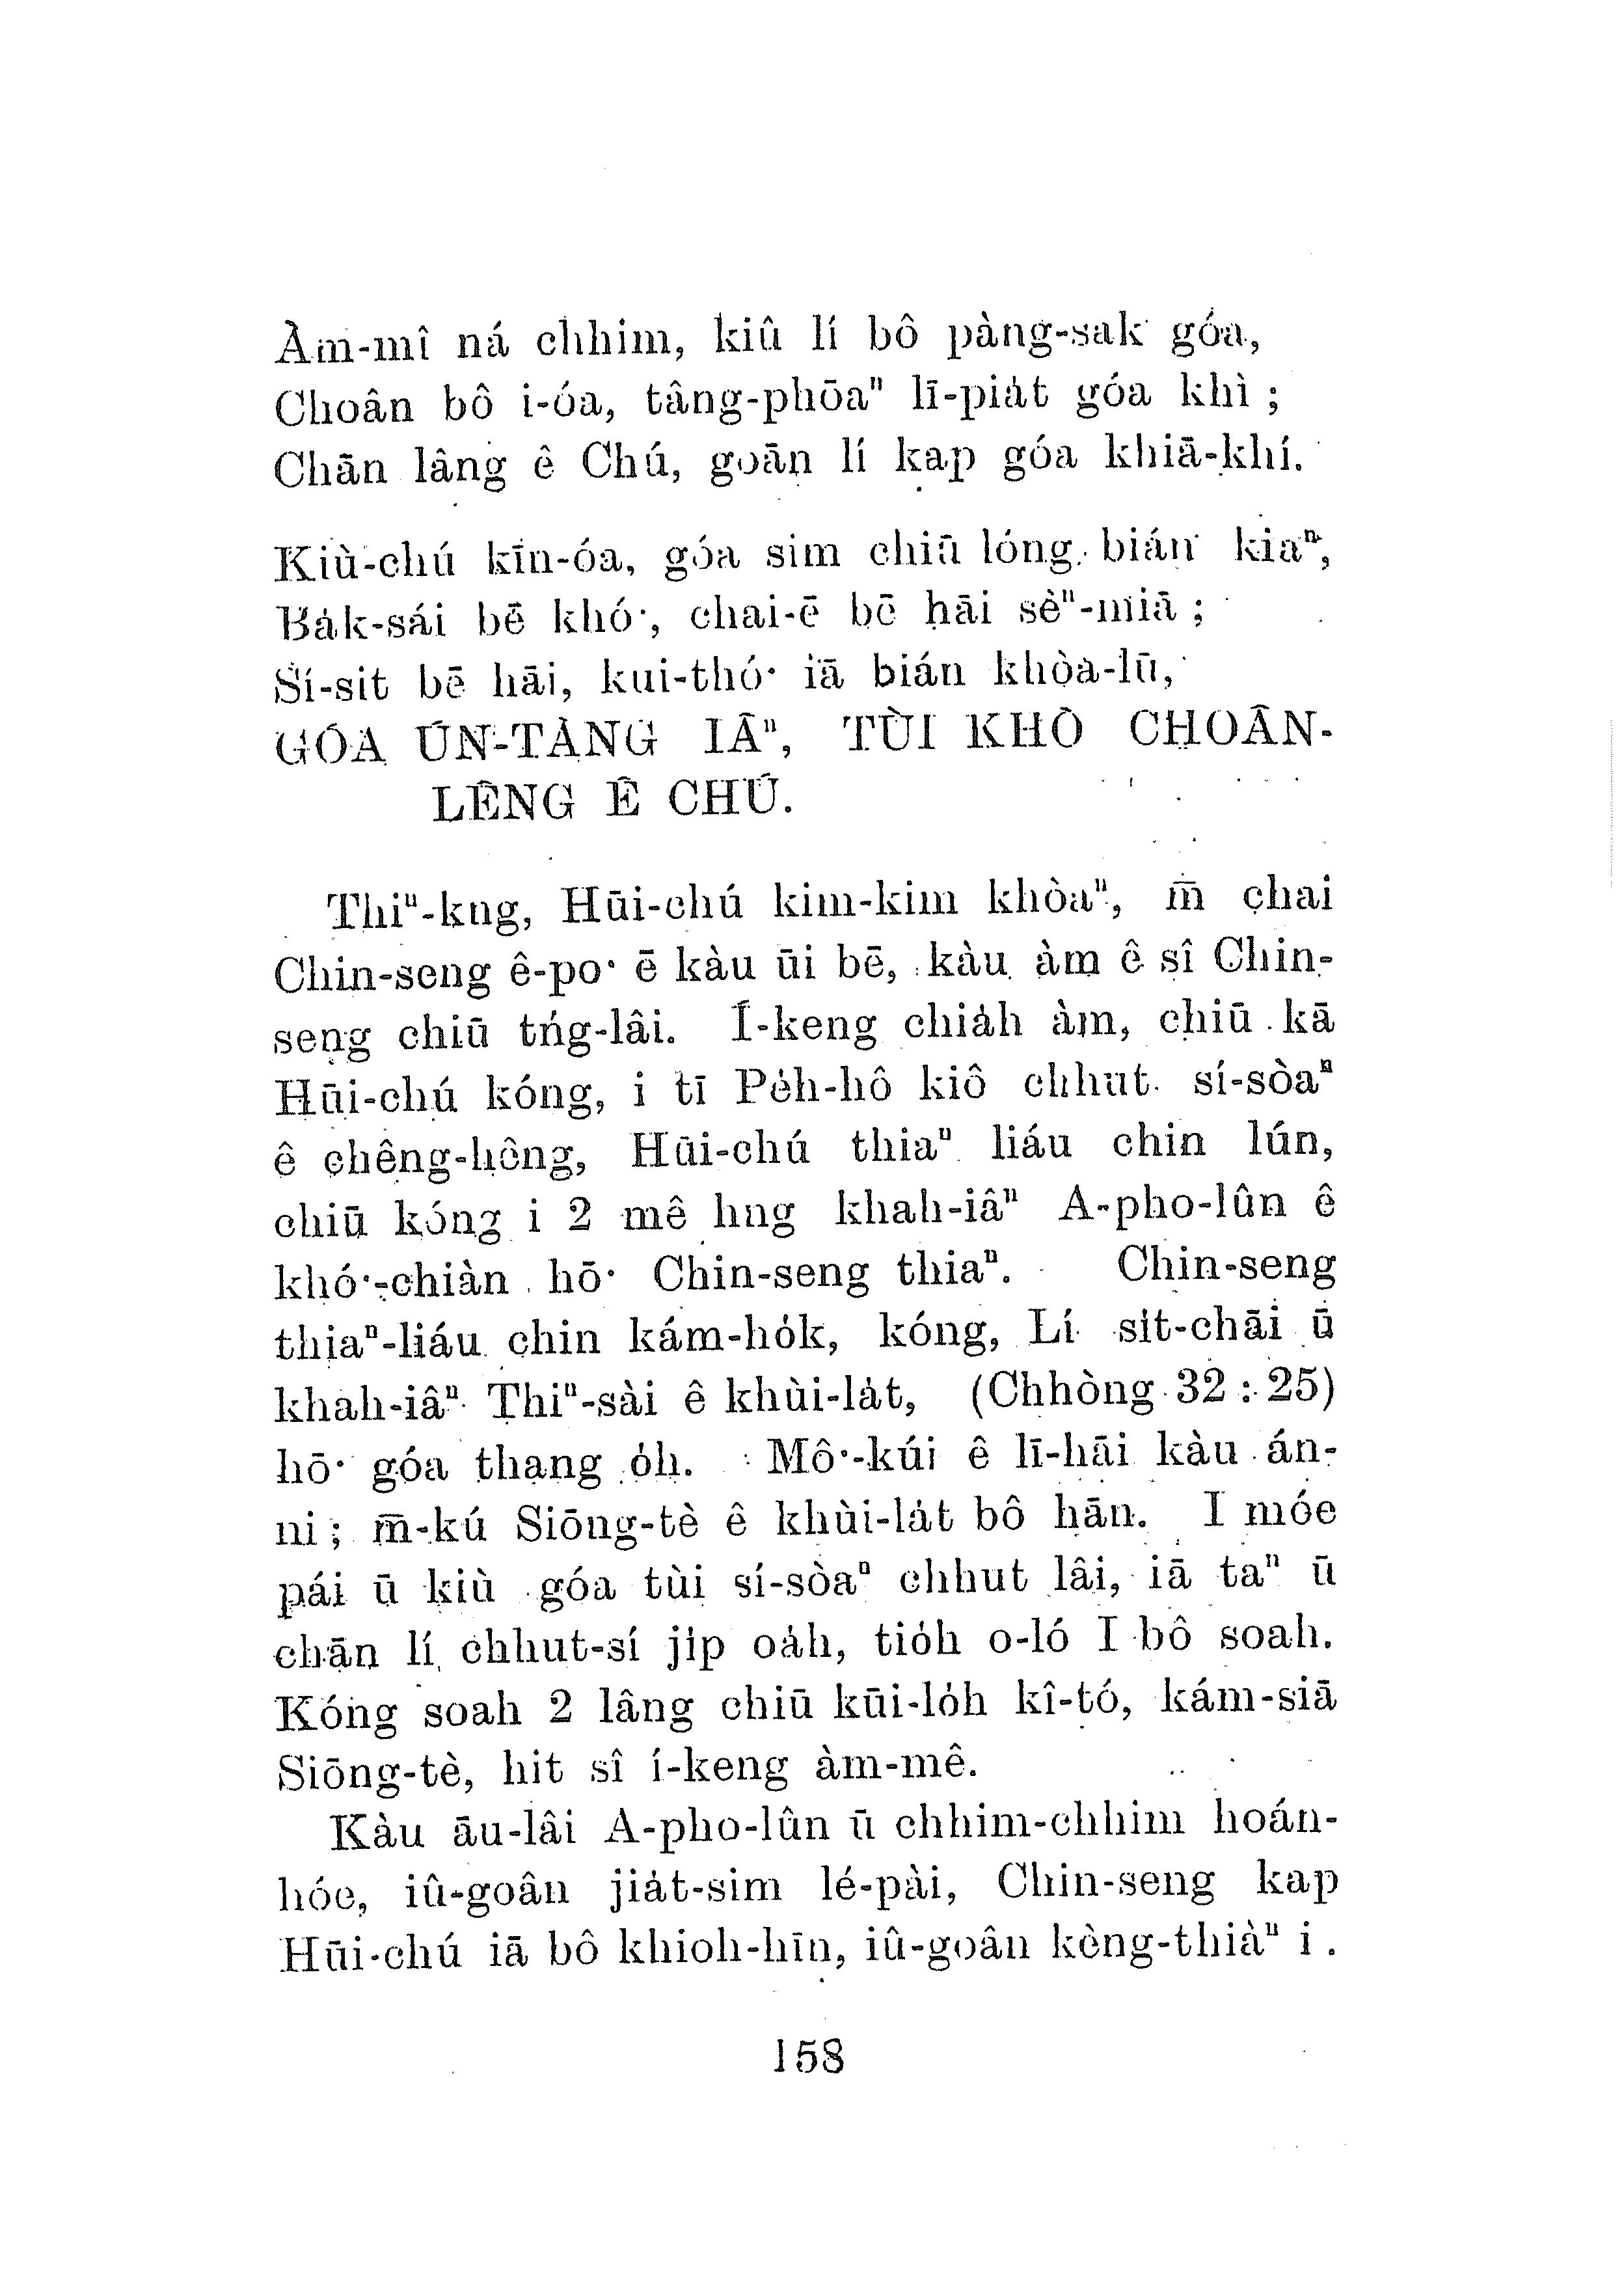 Àm-mî ná chhim, kiû lí bô pàng-sak góa,
Choân bô i-óa, tâng-phōaⁿ lī-pia̍t góa khì ;
Chān lâng ê Chú, goān lí kap góa khiā-khí.
Kiù-chú kīn-óa, góa sim chiū lóng bián kiaⁿ,
Ba̍k-sái bē khó͘, chai-ē bē hāi sèⁿ-miā ;
Sí-sit bē hāi, kui-thó͘ iā bián khòa-lū,
GÓA ÚN-TÀNG IÂⁿ, TÙI KHÒ CHOÂN-
LÊNG Ê CHÚ.
Thiⁿ-kng, Hūi-chú kim-kim khòaⁿ, m̄ chai
Chin-seng ê-po͘ ē kàu ūi bē, kàu àm ê sî Chin-
seng chiū tńg-lâi. Í-keng chia̍h àm, chiū kā
Hūi-chú kóng, i tī Pe̍h-hô kiô chhut sí-sòaⁿ
ê chêng-hêng, Hūi-chú thiaⁿ liáu chin lún,
chiū kóng i 2 mê hng khah-iâⁿ A-pho-lûn ê
khó͘-chiàn hō͘ Chin-seng thiaⁿ. Chin-seng
thiaⁿ-liáu chin kám-ho̍k, kóng, Lí si̍t-chāi ū
khah-iâⁿ Thiⁿ-sài ê khùi-la̍t, (Chhòng 32 : 25)
hō͘ góa thang o̍h. Mô͘-kúi ê lī-hāi kàu án-
ni ; m̄-kú Siōng-tè ê khùi-la̍t bô hān. I móe
pái ū kiù góa tùi sí-sòaⁿ chhut lâi, iā taⁿ ū
chān lí chhut-sí ji̍p oa̍h, tio̍h o-ló I bô soah.
Kóng soah 2 lâng chiū kūi-lo̍h kî-tó, kám-siā
Siōng-tè, hit sî í-keng àm-mê.
Kàu āu-lâi A-pho-lûn ū chhim-chhim hoán-
hóe, iû-goân jia̍t-sim lé-pài, Chin-seng kap
Hūi-chú iā bô khioh-hīn, iû-goân kèng-thiàⁿ i.
158